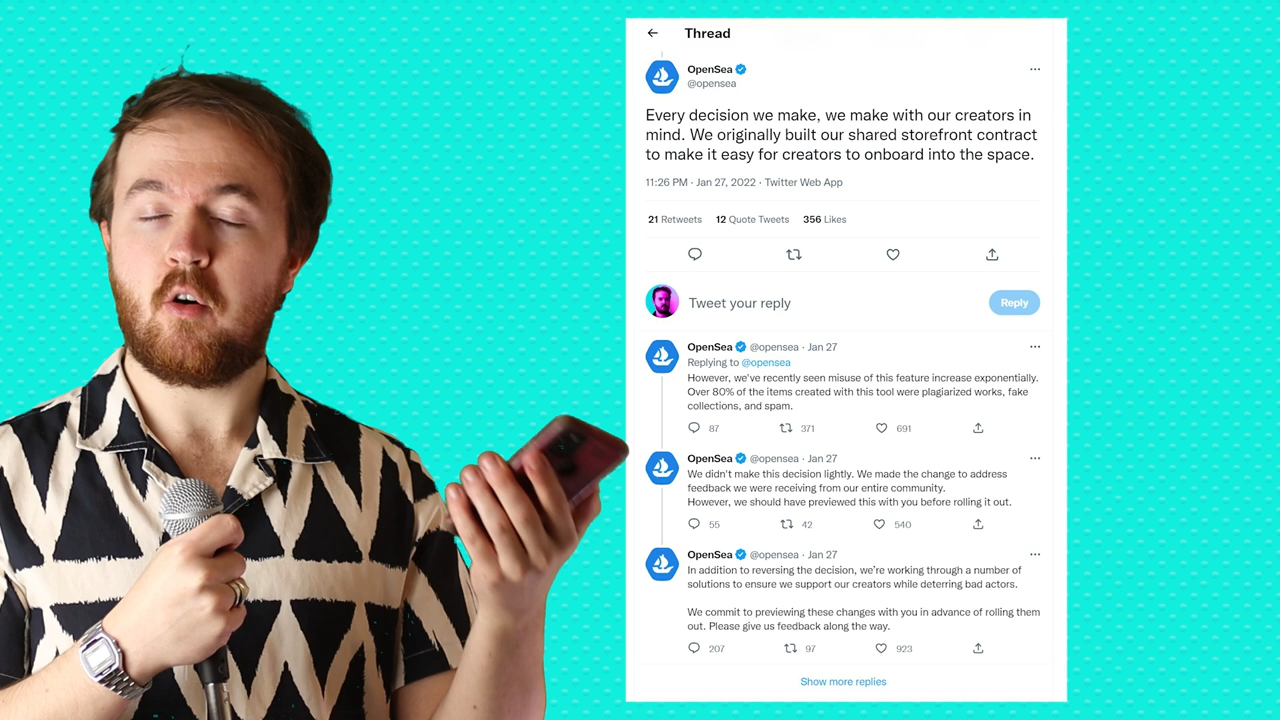 Thread
OpenSea
@opensea
Every decision we make, we make with our creators in
mind. We originally built our shared storefront contract
to make it easy for creators to onboard into the space.
11:26 PM · Jan 27, 2022 · Twitter Web App
21 Retweets 12 Quote Tweets 356 Likes
Tweet your reply
Reply
OpenSea @opensea · Jan 27
Replying to @opensea
However, we've recently seen misuse of this feature increase exponentially.
Over 80% of the items created with this tool were plagiarized works, fake
collections, and spam.
87 371 691
OpenSea @opensea · Jan 27
We didn't make this decision lightly. We made the change to address
feedback we were receiving from our entire community.
However, we should have previewed this with you before rolling it out.
55 42 540
OpenSea @opensea · Jan 27
In addition to reversing the decision, we're working through a number of
solutions to ensure we support our creators while deterring bad actors.
We commit to previewing these changes with you in advance of rolling them
out. Please give us feedback along the way.
207 97 923
Show more replies